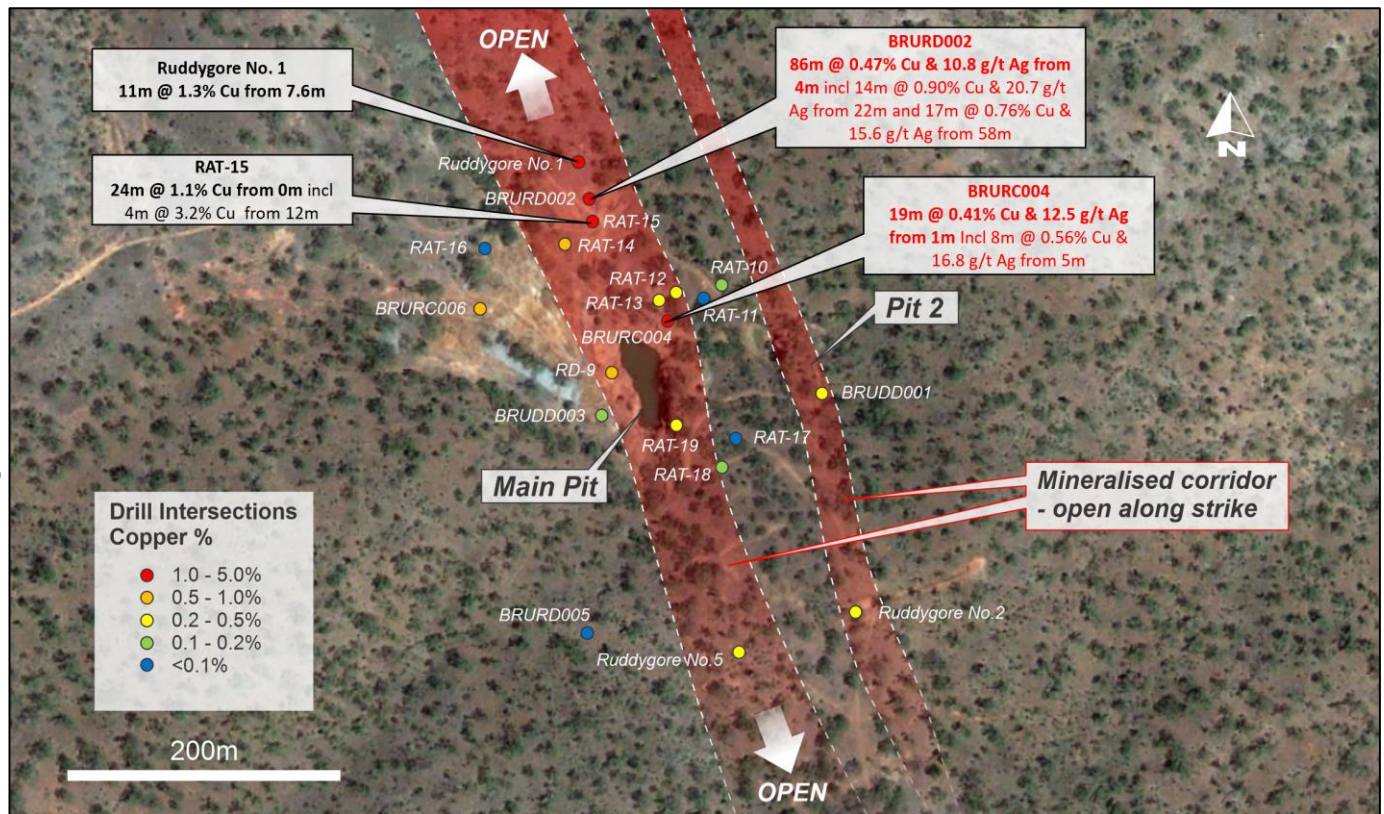 OPEN
Ruddygore No. 1
11m @ 1.3% Cu from 7.6m
BRURD002
86m @ 0.47% Cu & 10.8 g/t Ag from
4m incl 14m @ 0.90% Cu & 20.7 g/t
Ag from 22m and 17m @ 0.76% Cu &
15.6 g/t Ag from 58m
N
RAT-15
24m @ 1.1% Cu from 0m incl
4m @ 3.2% Cu from 12m
Ruddygore No.1
BRURD002
RAT-15
RAT-14
RAT-16
BRURC004
19m @ 0.41% Cu & 12.5 g/t Ag
from 1m Incl 8m @ 0.56% Cu &
16.8 g/t Ag from 5m
RAT-10
RAT-12
RAT-13
RAT-11
BRURC006
BRURC004
Pit 2
RD-9
BRUDD001
BRUDD003
RAT-19
RAT-17
RAT-18
Main Pit
Mineralised corridor
- open along strike
Drill Intersections
Copper %
1.0 - 5.0%
0.5 - 1.0%
0.2 - 0.5%
0.1 - 0.2%
<0.1%
BRURD005
Ruddygore No.2
Ruddygore No.5
200m
OPEN